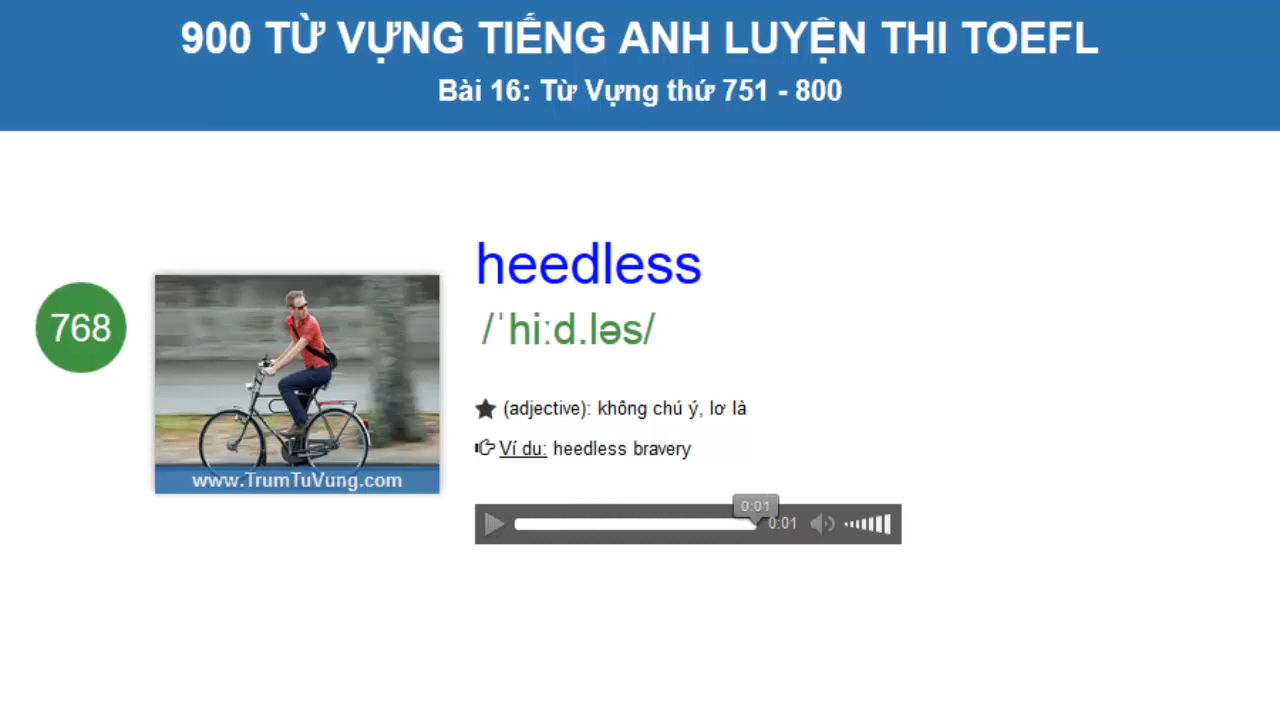 900 TỪ VỰNG TIẾNG ANH LUYỆN THI TOEFL
Bài 16: Từ Vựng thứ 751 - 800
768
www.TrumTuVung.com
heedless
/ˈhiːd.ləs/
(adjective): không chú ý, lơ là
Ví du: heedless bravery
0:01
0:01